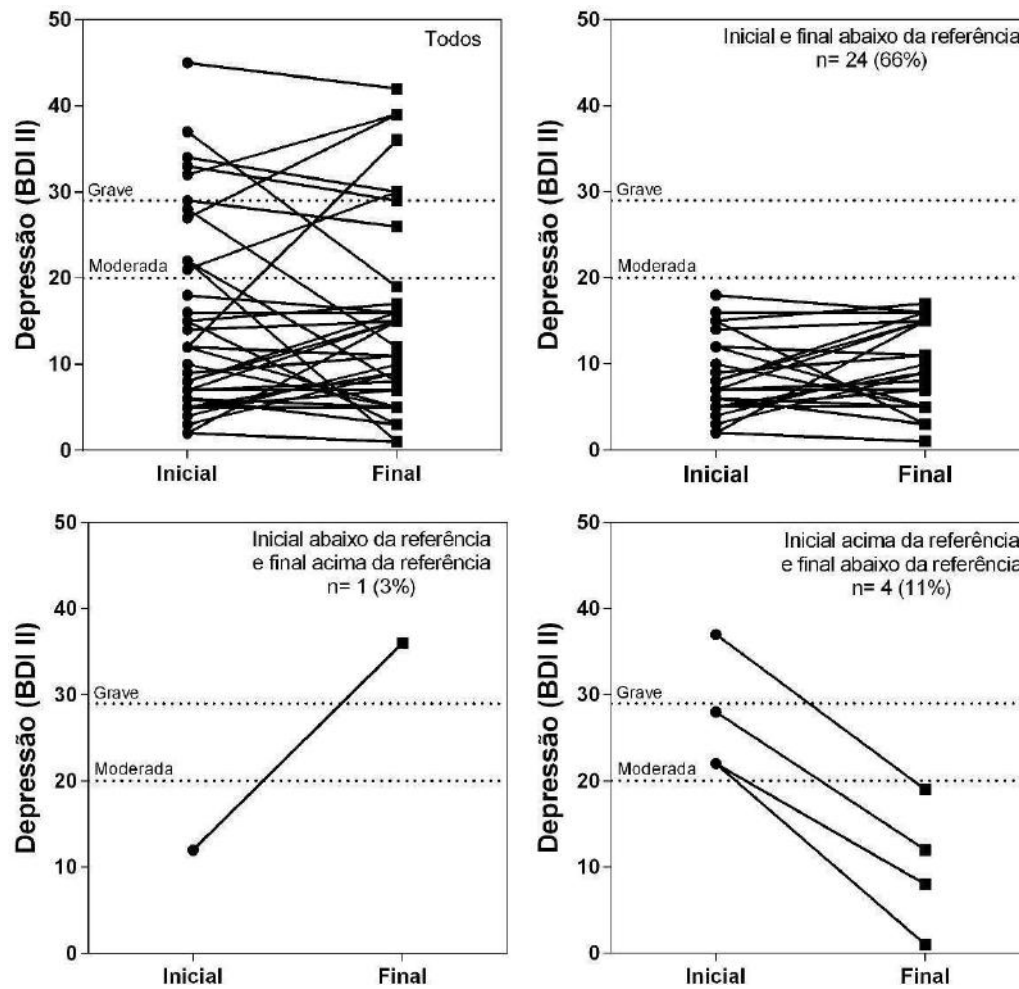 Depressão (BDI II)
50
40
30
20
10
0
Todos
Grave
Moderada
Inicial Final
Depressão (BDI II)
50
40
30
20
10
0
Inicial e final abaixo da referência
n= 24 (66%)
Grave
Moderada
Inicial Final
Depressão (BDI II)
50
40
30
20
10
0
Inicial abaixo da referência
e final acima da referência
n= 1 (3%)
Grave
Moderada
Inicial Final
Depressão (BDI II)
50
40
30
20
10
0
Inicial acima da referência
e final abaixo da referência
n= 4 (11%)
Grave
Moderada
Inicial Final